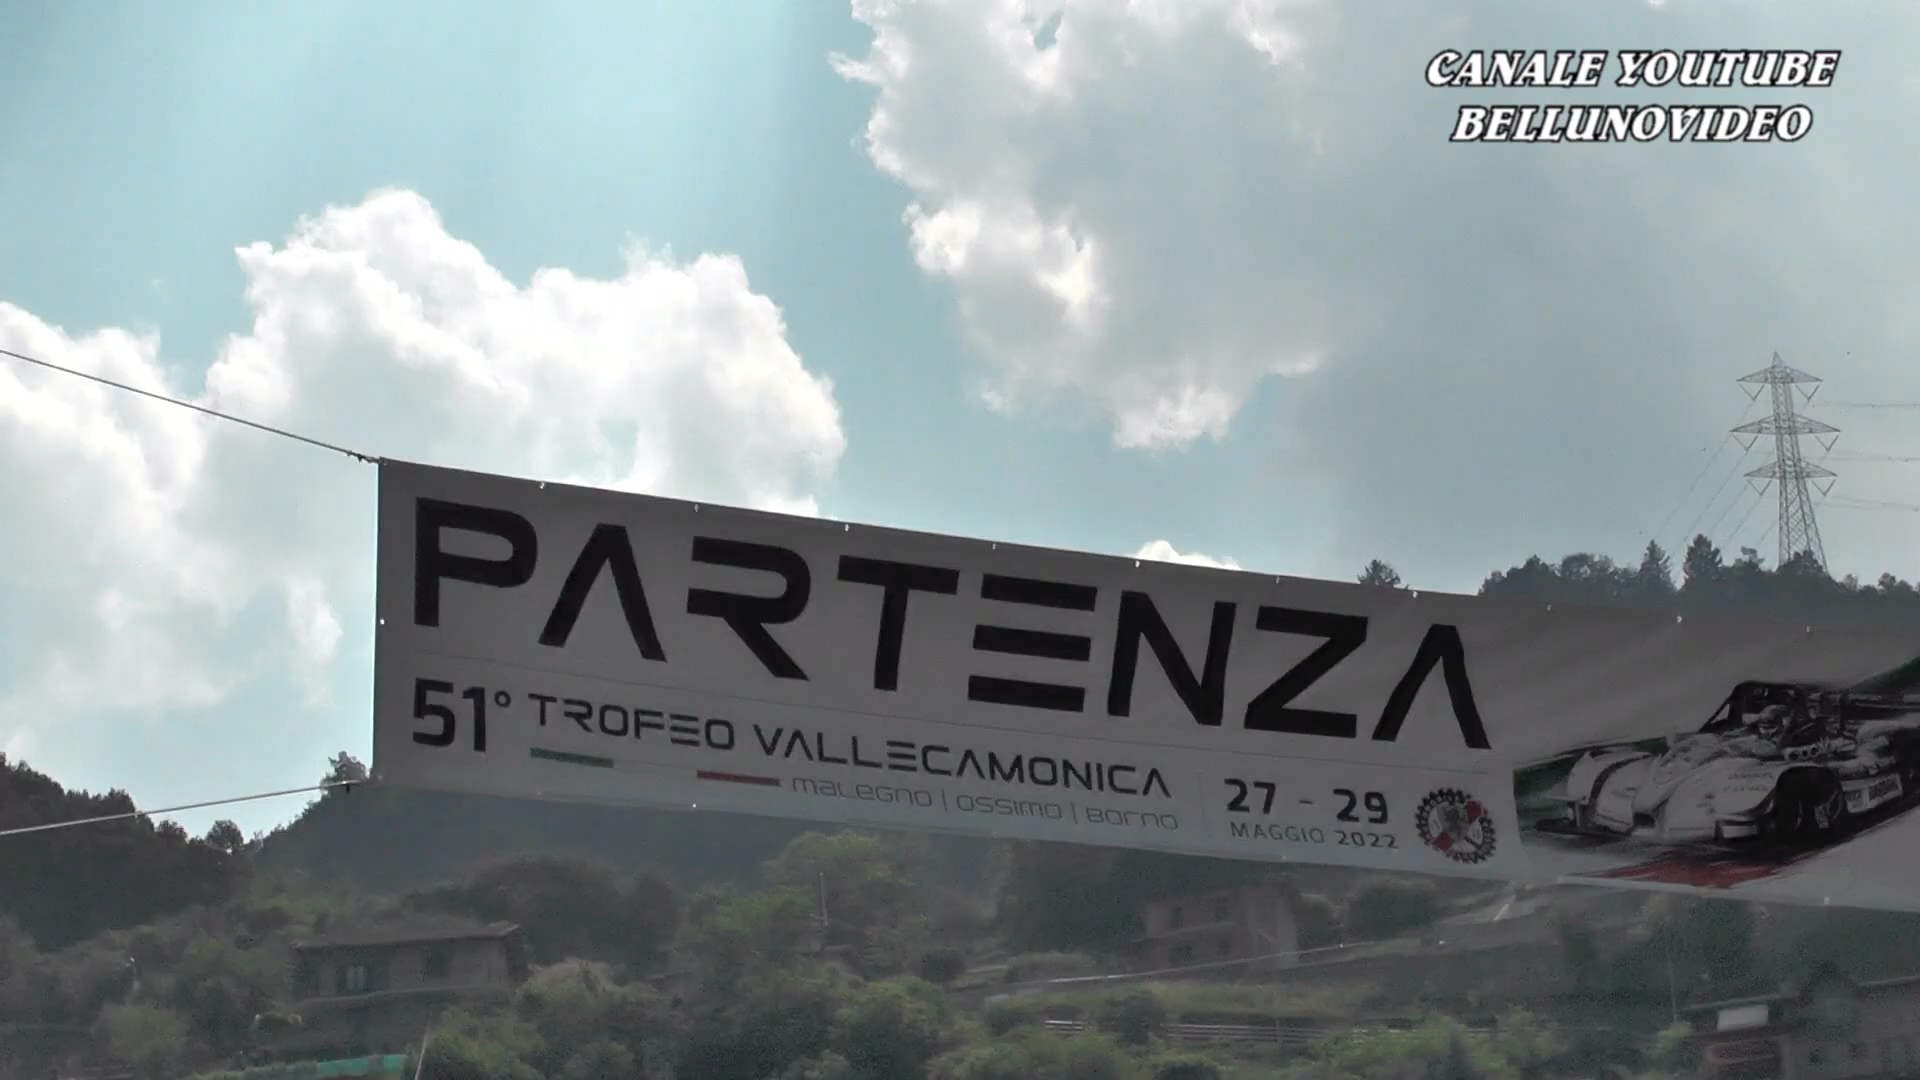 CANALE YOUTUBE
BELLUNOVIDEO
PARTENZA
51° TROFEO VALLECAMONICA
malegno | ossimo | Borno
27 - 29
MAGGIO 2022